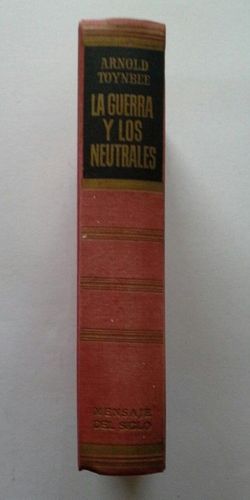 ARNOLD
TOYNBEE
LA GUERRA
Y LOS
NEUTRALES
MENSAJE
DEL SIGLO